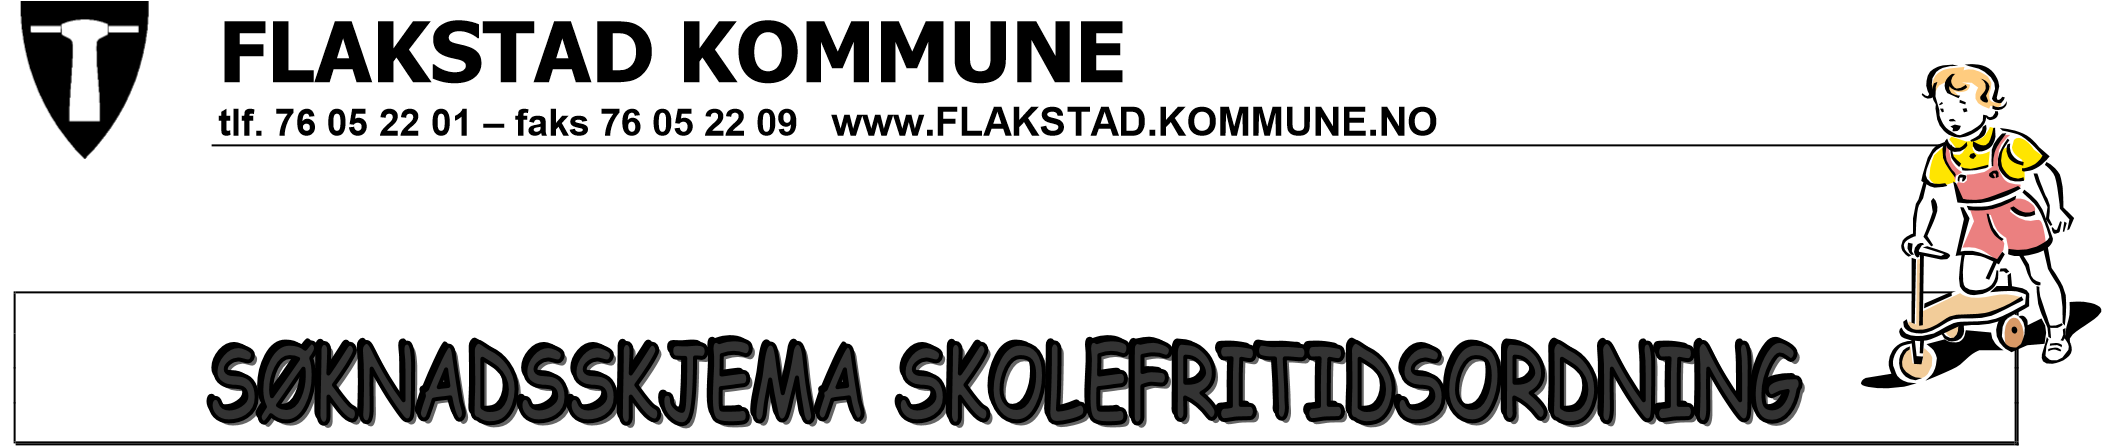 FLAKSTAD KOMMUNE
tlf. 76 05 22 01 – faks 76 05 22 09 www.FLAKSTAD.KOMMUNE.NO
SØKNADSSKJEMA SKOLEFRITIDSORDNING